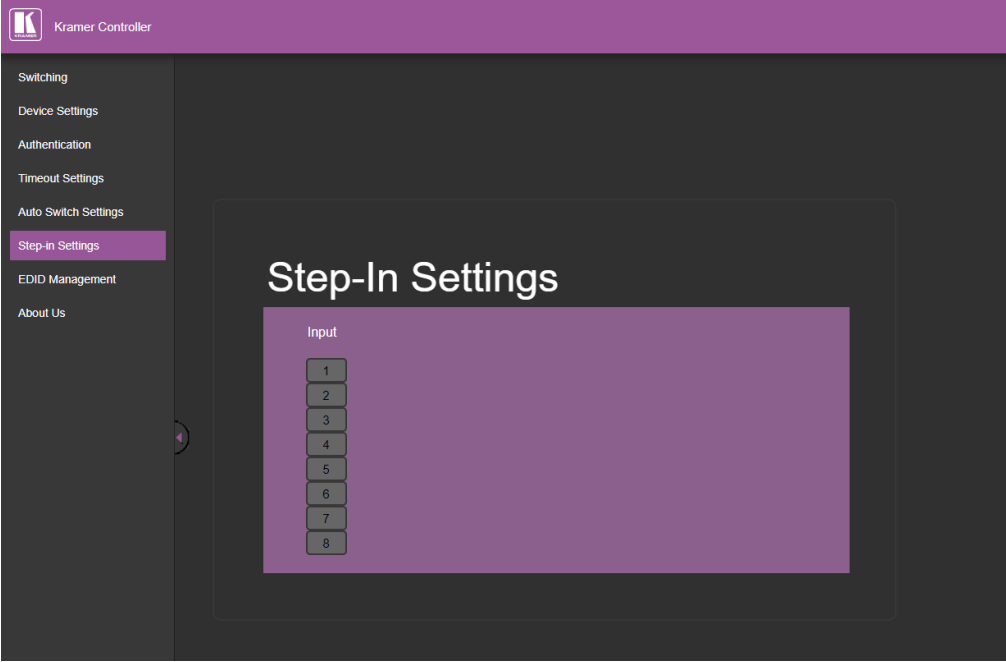 KRAMER
Kramer Controller
Switching
Device Settings
Authentication
Timeout Settings
Auto Switch Settings
Step-in Settings
EDID Management
About Us
Step-In Settings
Input
1
2
3
4
5
6
7
8